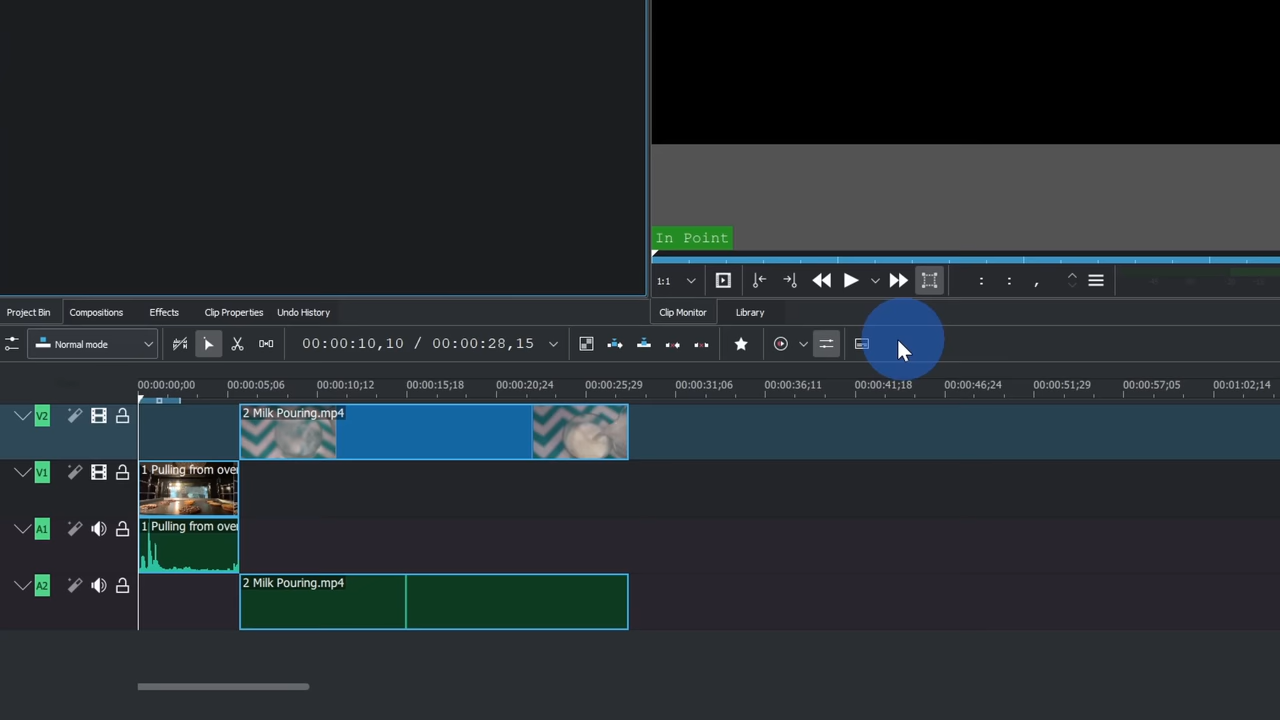 In Point
1:1 : : ,
Project Bin Compositions Effects Clip Properties Undo History Clip Monitor Library
Normal mode 00:00:10,10 / 00:00:28,15
00:00:00;00 00:00:05;06 00:00:10;12 00:00:15;18 00:00:20;24 00:00:25;29 00:00:31;06 00:00:36;11 00:00:41;18 00:00:46;24 00:00:51;29 00:00:57;05 00:01:02;14
V2 2 Milk Pouring.mp4
V1 1 Pulling from ove
A1 1 Pulling from ove
A2 2 Milk Pouring.mp4